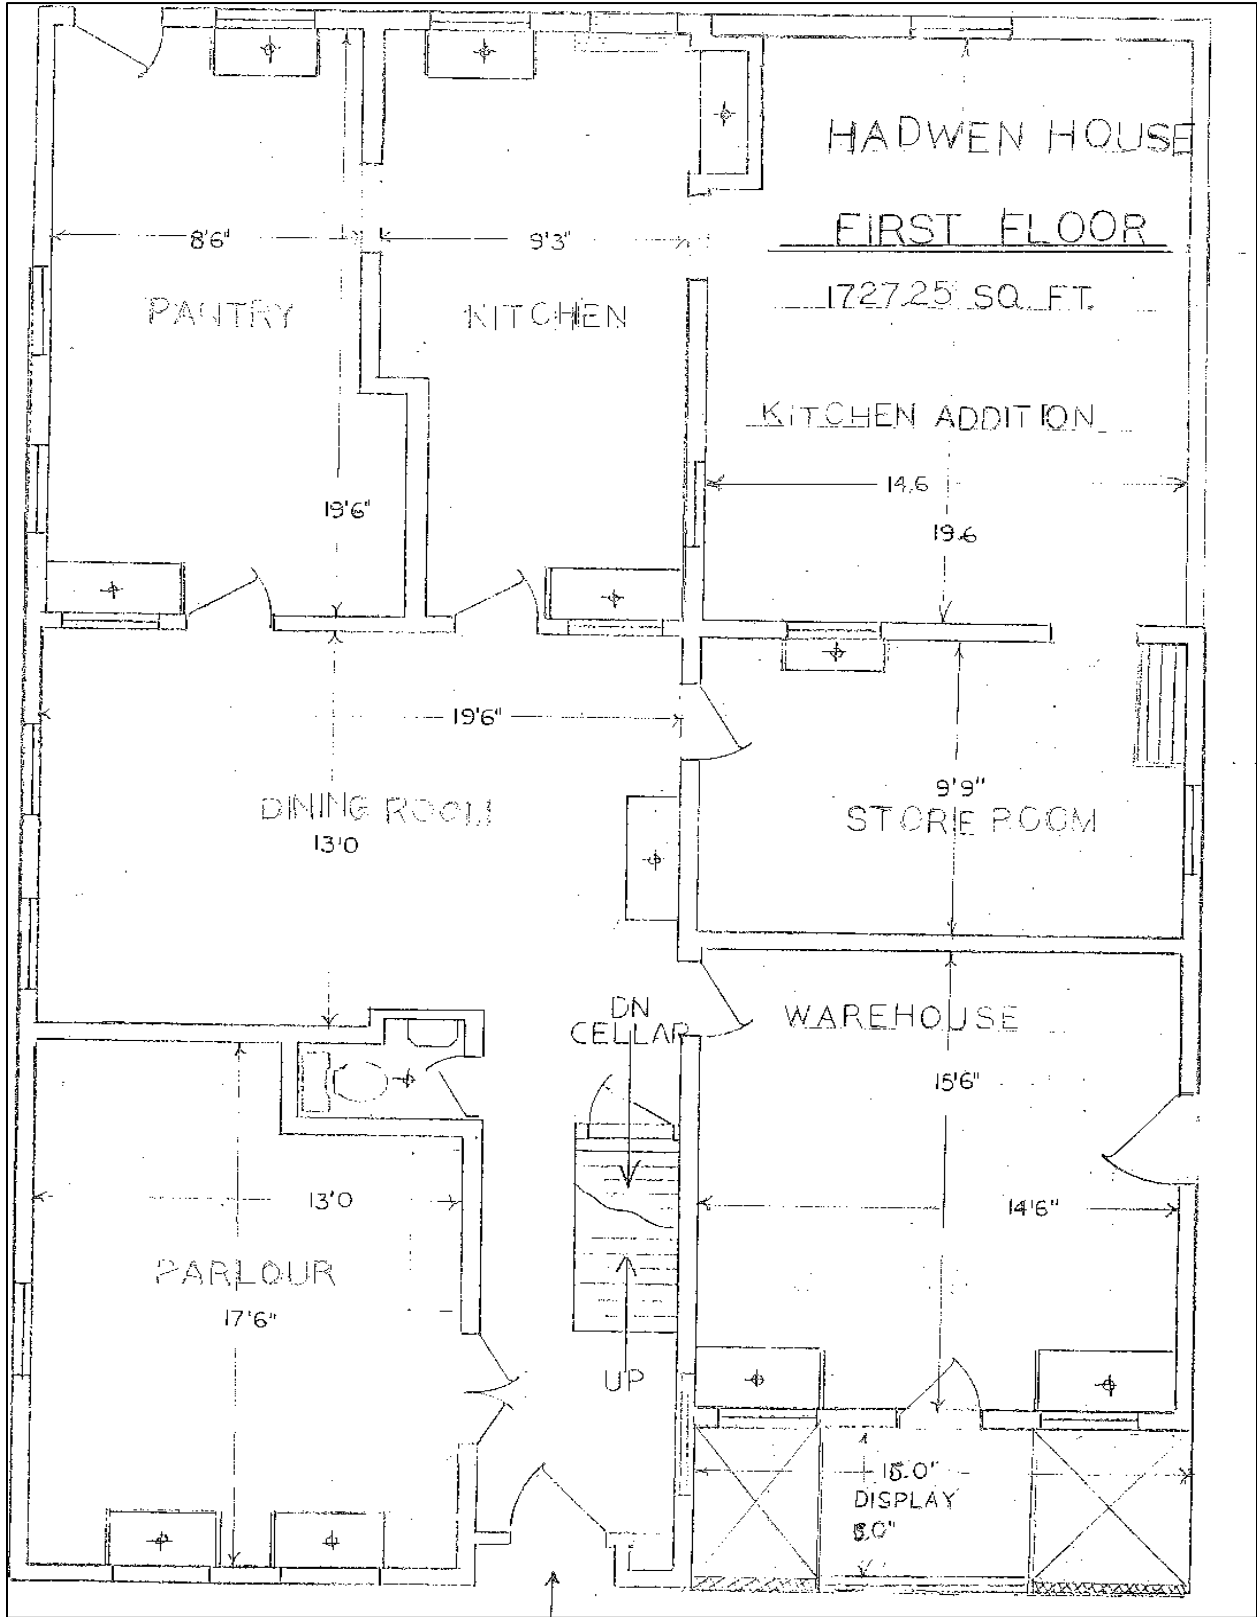 HADWEN HOUSE
FIRST FLOOR
8'6"
9'3"
1727.25 SQ. FT.
PANTRY
KITCHEN
KITCHEN ADDITION
14.6
19'6"
19.6
19'6"
9'9"
DINING ROOM
STORE ROOM
13'0
DN
CELLAR
WAREHOUSE
15'6"
13'0
14'6"
PARLOUR
17'6"
UP
15.0"
DISPLAY